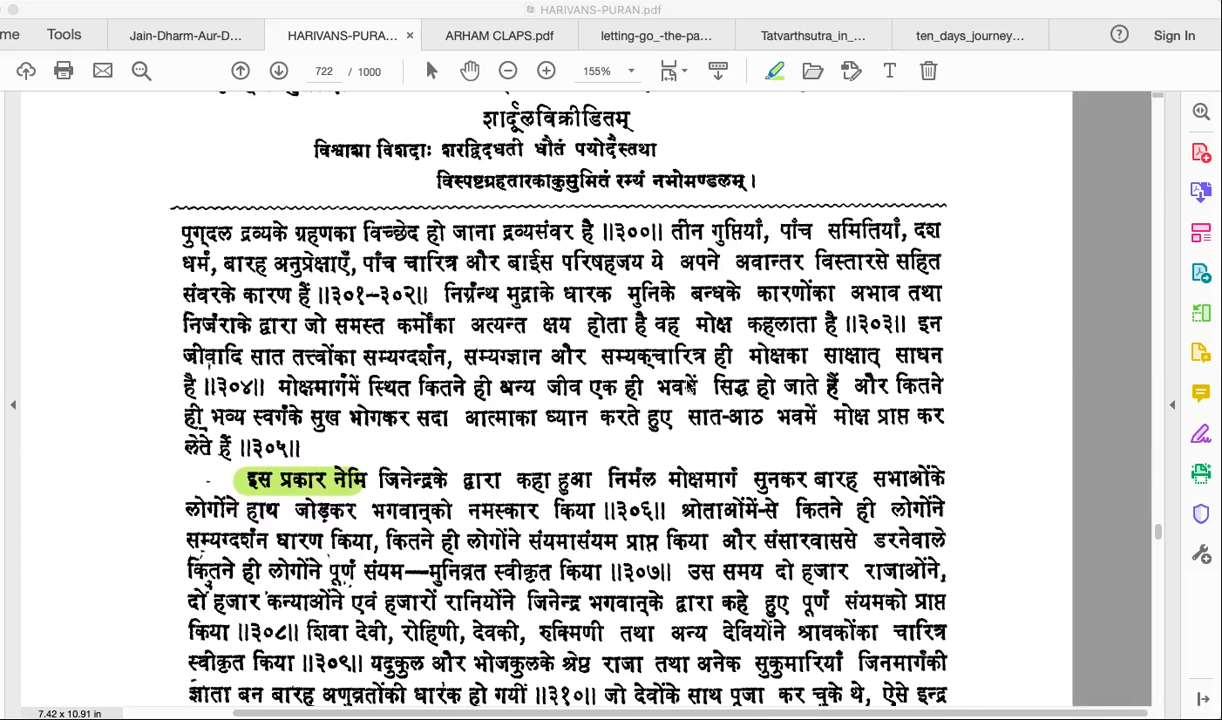 HARIVANS-PURAN.pdf
me Tools Jain-Dharm-Aur-D... HARIVANS-PURA... × ARHAM CLAPS.pdf letting-go_-the-pa... Tatvarthsutra_in_... ten_days_journey... Sign In
722 / 1000 155%
शार्दूलविक्रीडितम्
विश्वाशा विशदाः शरद्विदधती धौतं पयोदैस्तथा
विस्पष्टग्रहतारकाकुसुमितं रम्यं नभोमण्डलम् ।
पुग्दल द्रव्यके ग्रहणका विच्छेद हो जाना द्रव्यसंवर है ॥३००॥ तीन गुप्तियाँ, पाँच समितियाँ, दश
धर्म, बारह अनुप्रेक्षाएँ, पाँच चारित्र और बाईस परिषहजय ये अपने अवान्तर विस्तारसे सहित
संवरके कारण हैं ॥३०१–३०२॥ निर्ग्रन्थ मुद्राके धारक मुनिके बन्धके कारणोंका अभाव तथा
निर्जराके द्वारा जो समस्त कर्मोंका अत्यन्त क्षय होता है वह मोक्ष कहलाता है ॥३०३॥ इन
जीवादि सात तत्त्वोंका सम्यग्दर्शन, सम्यग्ज्ञान और सम्यक्चारित्र ही मोक्षका साक्षात् साधन
है ॥३०४॥ मोक्षमार्गमें स्थित कितने ही भव्य जीव एक ही भवमें सिद्ध हो जाते हैं और कितने
ही भव्य स्वर्गके सुख भोगकर सदा आत्माका ध्यान करते हुए सात-आठ भवमें मोक्ष प्राप्त कर
लेते हैं ॥३०५॥
इस प्रकार नेमि जिनेन्द्रके द्वारा कहा हुआ निर्मल मोक्षमार्ग सुनकर बारह सभाओंके
लोगोंने हाथ जोड़कर भगवान्को नमस्कार किया ॥३०६॥ श्रोताओंमें-से कितने ही लोगोंने
सम्यग्दर्शन धारण किया, कितने ही लोगोंने संयमासंयम प्राप्त किया और संसारवाससे डरनेवाले
कितने ही लोगोंने पूर्ण संयम—मुनिव्रत स्वीकृत किया ॥३०७॥ उस समय दो हजार राजाओंने,
दो हजार कन्याओंने एवं हजारों रानियोंने जिनेन्द्र भगवान्के द्वारा कहे हुए पूर्ण संयमको प्राप्त
किया ॥३०८॥ शिवा देवी, रोहिणी, देवकी, रुक्मिणी तथा अन्य देवियोंने श्रावकोंका चारित्र
स्वीकृत किया ॥३०९॥ यदुकुल और भोजकुलके श्रेष्ठ राजा तथा अनेक सुकुमारियाँ जिनमार्गकी
ज्ञाता बन बारह अणुव्रतोंकी धारक हो गयीं ॥३१०॥ जो देवोंके साथ पूजा कर चुके थे, ऐसे इन्द्र
7.42 x 10.91 in